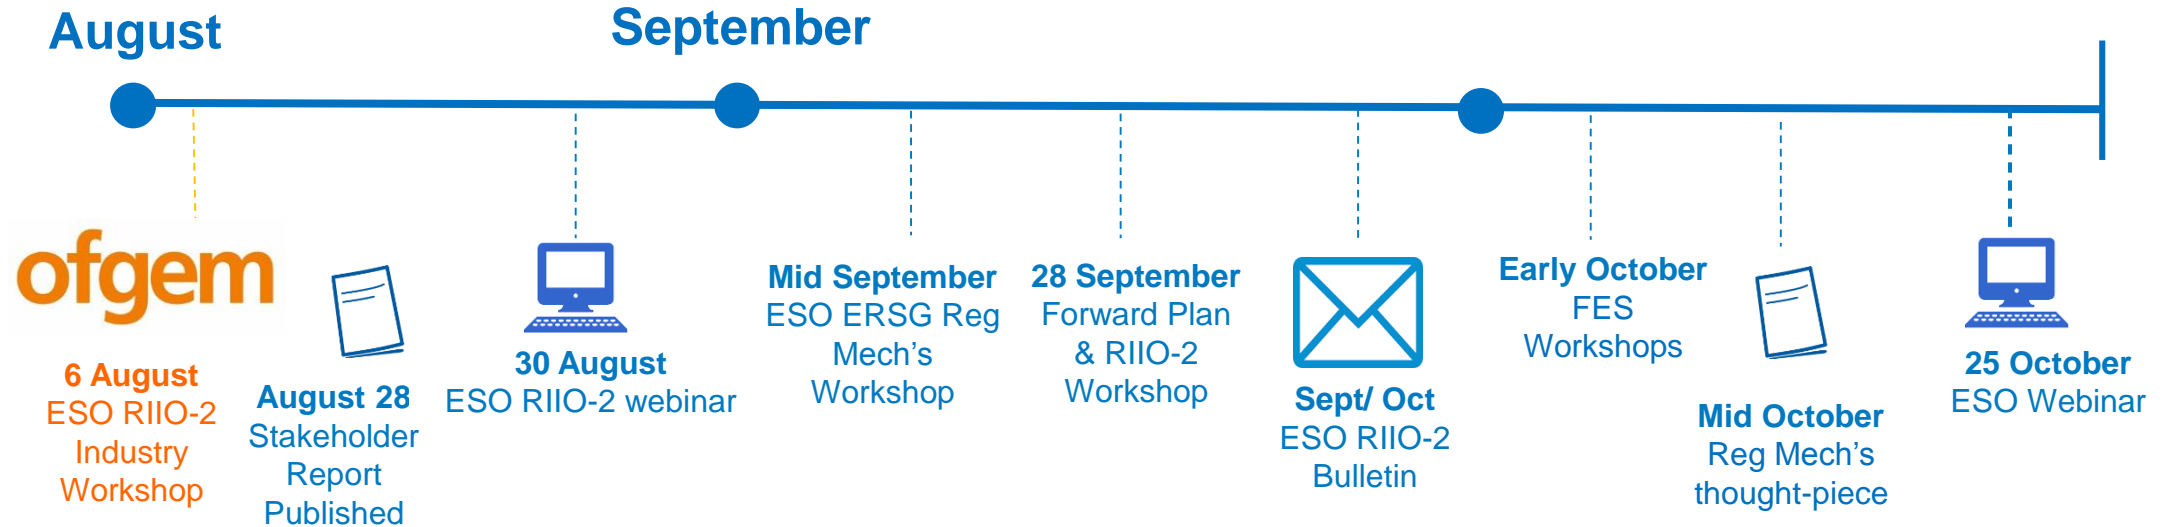 August
September
ofgem
6 August
ESO RIIO-2
Industry
Workshop
August 28
Stakeholder
Report
Published
30 August
ESO RIIO-2 webinar
Mid September
ESO ERSG Reg
Mech’s
Workshop
28 September
Forward Plan
& RIIO-2
Workshop
Sept/ Oct
ESO RIIO-2
Bulletin
Early October
FES
Workshops
Mid October
Reg Mech’s
thought-piece
25 October
ESO Webinar